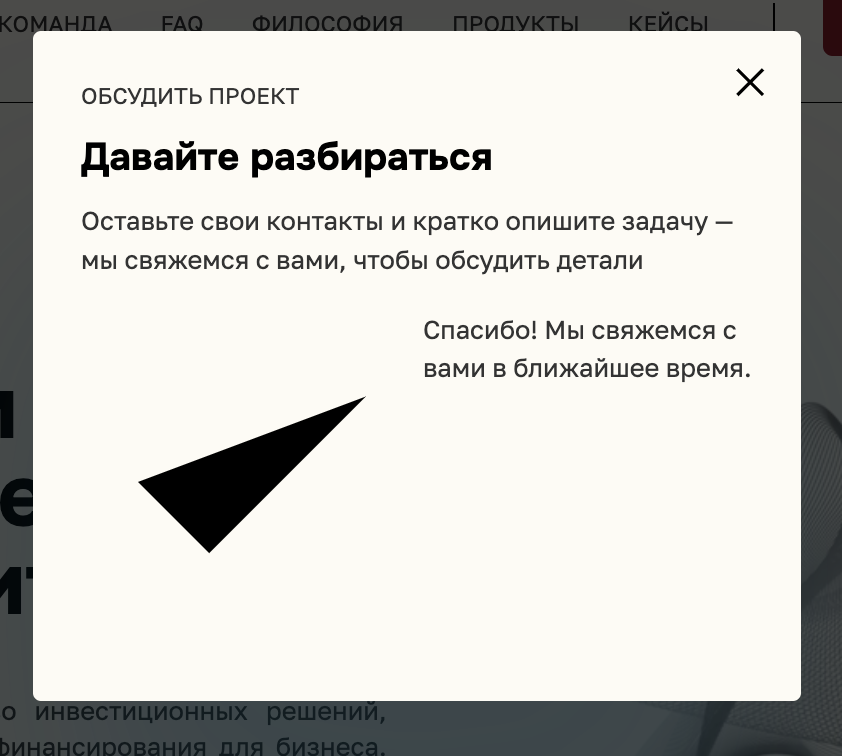 КОМАНДА FAQ ФИЛОСОФИЯ ПРОДУКТЫ КЕЙСЫ
ОБСУДИТЬ ПРОЕКТ
Давайте разбираться
Оставьте свои контакты и кратко опишите задачу —
мы свяжемся с вами, чтобы обсудить детали
Спасибо! Мы свяжемся с
вами в ближайшее время.
инвестиционных решений,
финансирования для бизнеса.